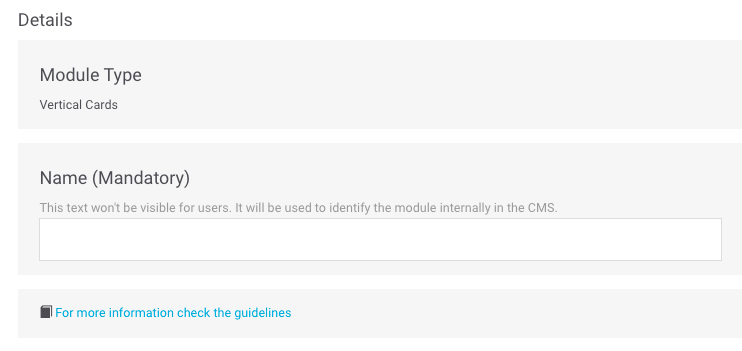 Details
Module Type
Vertical Cards
Name (Mandatory)
This text won't be visible for users. It will be used to identify the module internally in the CMS.
For more information check the guidelines